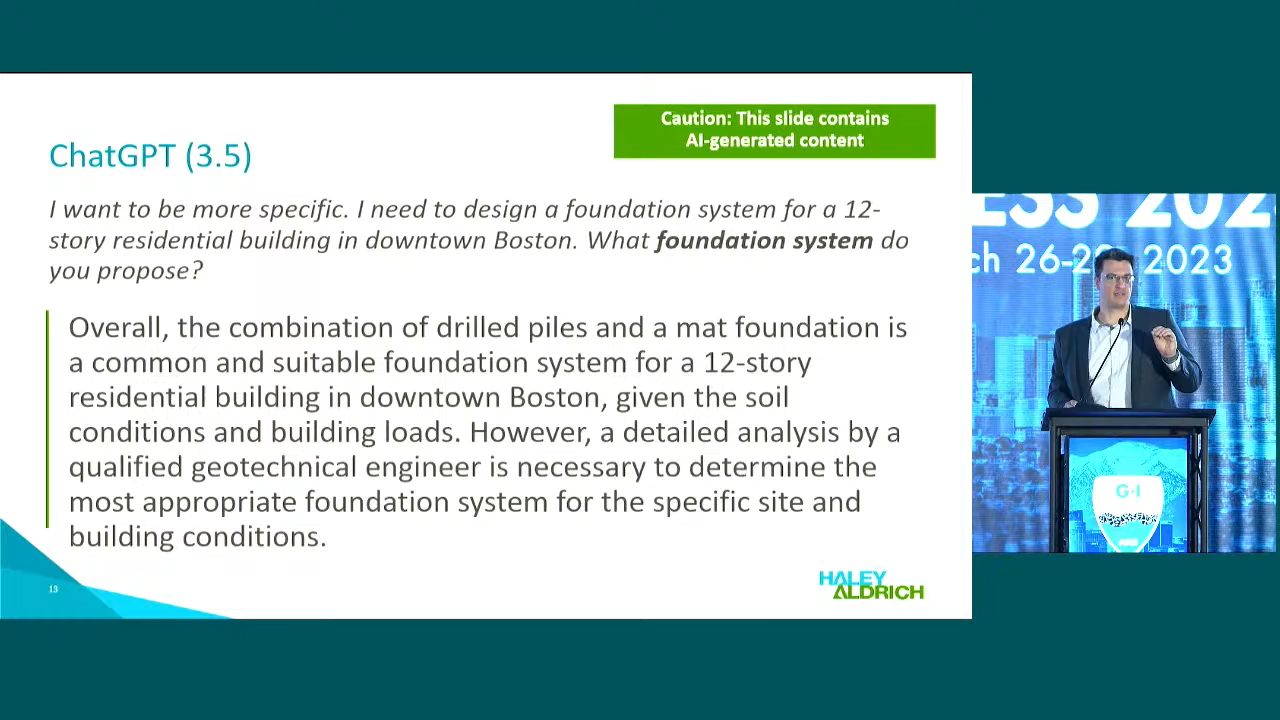 Caution: This slide contains
AI-generated content
ChatGPT (3.5)
I want to be more specific. I need to design a foundation system for a 12-
story residential building in downtown Boston. What foundation system do
you propose?
Overall, the combination of drilled piles and a mat foundation is
a common and suitable foundation system for a 12-story
residential building in downtown Boston, given the soil
conditions and building loads. However, a detailed analysis by a
qualified geotechnical engineer is necessary to determine the
most appropriate foundation system for the specific site and
building conditions.
13
HALEY
ALDRICH
ESS 202
ch 26-28, 2023
G-I